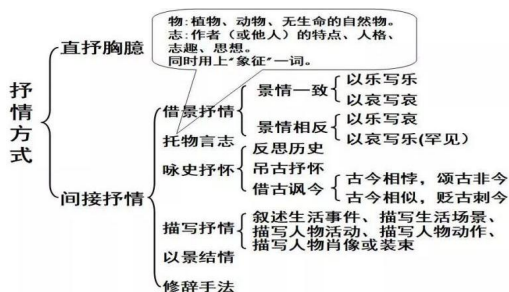 物:植物、动物、无生命的自然物。
志:作者（或他人）的特点、人格、
志趣、思想。
同时用上“象征”一词。
抒情方式
直抒胸臆
间接抒情
借景抒情
景情一致
以乐写乐
以哀写哀
景情相反
以乐写哀
以哀写乐(罕见)
托物言志
咏史抒怀
反思历史
吊古抒怀
借古讽今
古今相悖，颂古非今
古今相似，贬古刺今
描写抒情
叙述生活事件、描写生活场景、
描写人物活动、描写人物动作、
描写人物肖像或装束
以景结情
修辞手法